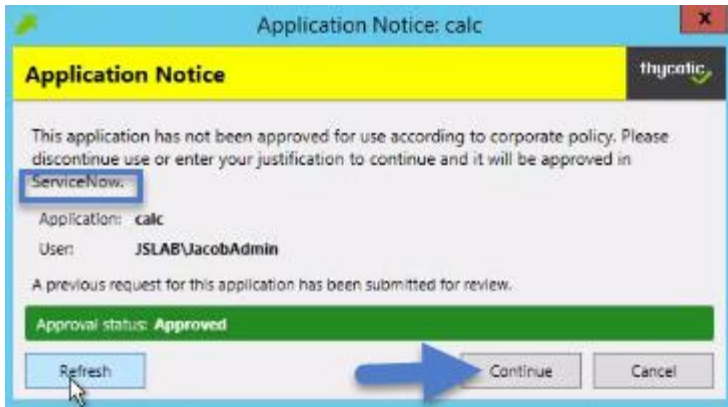 Application Notice: calc
x
Application Notice
thycotic
This application has not been approved for use according to corporate policy. Please
discontinue use or enter your justification to continue and it will be approved in
ServiceNow.
Application: calc
User: JSLAB\JacobAdmin
A previous request for this application has been submitted for review.
Approval status: Approved
Refresh Continue Cancel